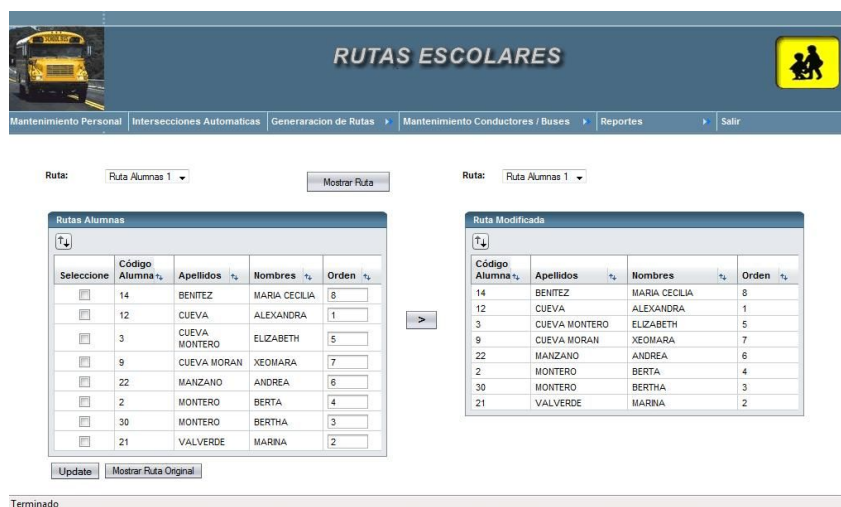 SCHOOL BUS
RUTAS ESCOLARES
Mantenimiento Personal Intersecciones Automaticas Generaracion de Rutas Mantenimiento Conductores / Buses Reportes Salir
Ruta: Ruta Alumnas 1 Mostrar Ruta Ruta: Ruta Alumnas 1
Rutas Alumnas
Seleccione Código Alumna Apellidos Nombres Orden
14 BENITEZ MARIA CECILIA 8
12 CUEVA ALEXANDRA 1
3 CUEVA MONTERO ELIZABETH 5
9 CUEVA MORAN XEOMARA 7
22 MANZANO ANDREA 6
2 MONTERO BERTA 4
30 MONTERO BERTHA 3
21 VALVERDE MARINA 2
Update Mostrar Ruta Original
>
Ruta Modificada
Código Alumna Apellidos Nombres Orden
14 BENITEZ MARIA CECILIA 8
12 CUEVA ALEXANDRA 1
3 CUEVA MONTERO ELIZABETH 5
9 CUEVA MORAN XEOMARA 7
22 MANZANO ANDREA 6
2 MONTERO BERTA 4
30 MONTERO BERTHA 3
21 VALVERDE MARINA 2
Terminado